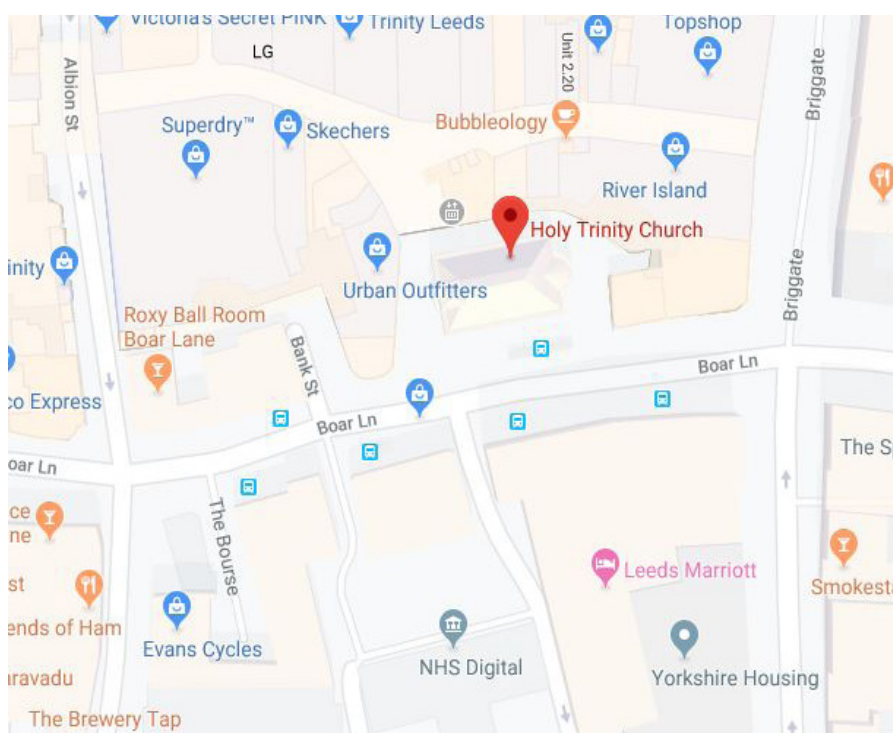 Victoria's Secret PINK
Trinity Leeds
Topshop
LG
Unit 2.20
Briggate
Albion St
Superdry™
Skechers
Bubbleology
River Island
Holy Trinity Church
inity
Urban Outfitters
Briggate
Roxy Ball Room
Boar Lane
Bank St
Boar Ln
co Express
Boar Ln
oar Ln
The S
ce
ne
The Bourse
st
Leeds Marriott
Smokesta
ends of Ham
Evans Cycles
NHS Digital
Yorkshire Housing
aravadu
The Brewery Tap